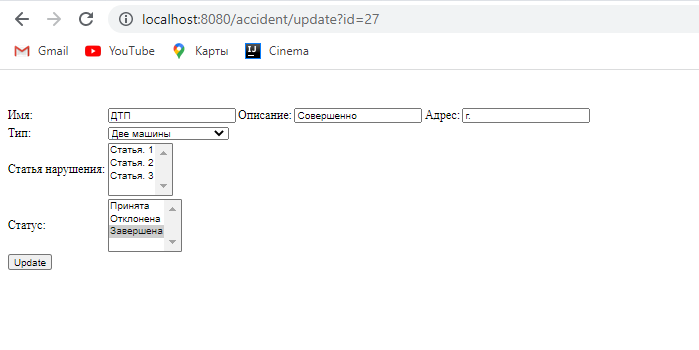 localhost:8080/accident/update?id=27
Gmail YouTube Карты Cinema
Имя: ДТП Описание: Совершенно Адрес: г.
Тип: Две машины
Статья нарушения:
Статья. 1
Статья. 2
Статья. 3
Статус:
Принята
Отклонена
Завершена
Update